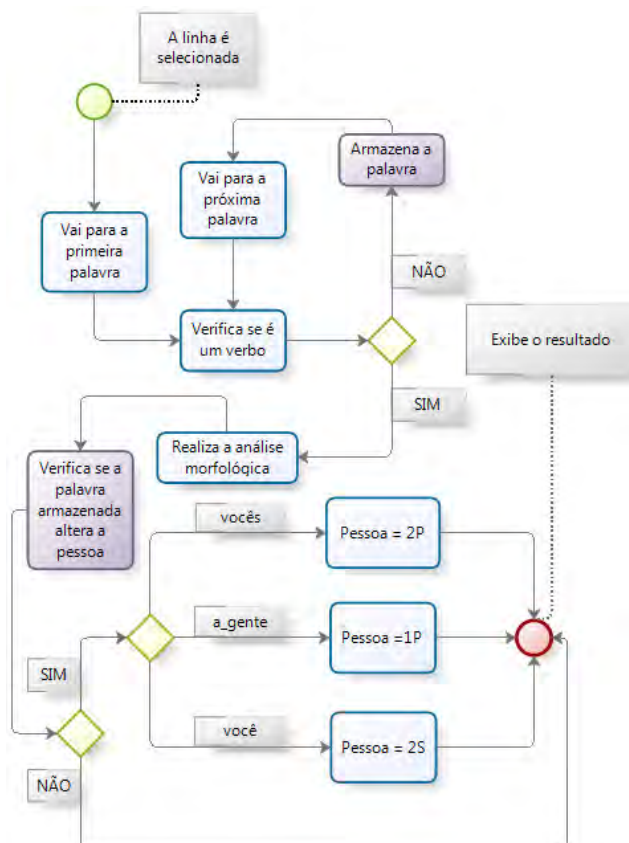 A linha é
selecionada
Armazena a
palavra
Vai para a
próxima
palavra
Vai para a
primeira
palavra
NÃO
Verifica se é
um verbo
Exibe o resultado
SIM
Realiza a análise
morfológica
Verifica se a
palavra
armazenada
altera a
pessoa
vocês
Pessoa = 2P
a_gente
Pessoa =1P
SIM
você
Pessoa = 2S
NÃO